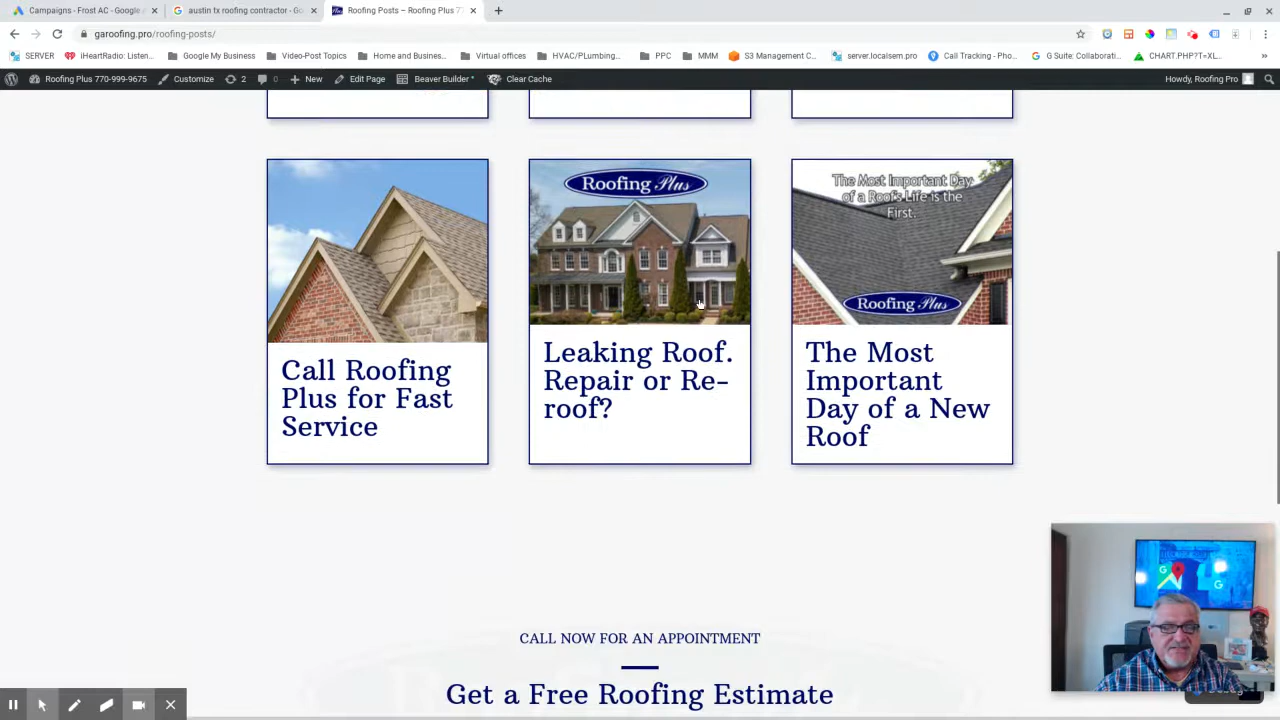 Campaigns - Frost AC - Google A
austin tx roofing contractor - Go
Roofing Posts – Roofing Plus 77
garoofing.pro/roofing-posts/
SERVER
iHeartRadio: Listen...
Google My Business
Video-Post Topics
Home and Busines...
Virtual offices
HVAC/PLumbing...
PPC
MMM
S3 Management C...
server.localsem.pro
Call Tracking - Pho...
G Suite: Collaborati...
CHART.PHP?T=XL...
Roofing Plus 770-999-9675
Customize
2
0
New
Edit Page
Beaver Builder
Clear Cache
Howdy, Roofing Pro
Call Roofing
Plus for Fast
Service
Roofing Plus
Leaking Roof.
Repair or Re-
roof?
The Most Important Day
of a Roof's Life is the
First.
Roofing Plus
The Most
Important
Day of a New
Roof
CALL NOW FOR AN APPOINTMENT
Get a Free Roofing Estimate